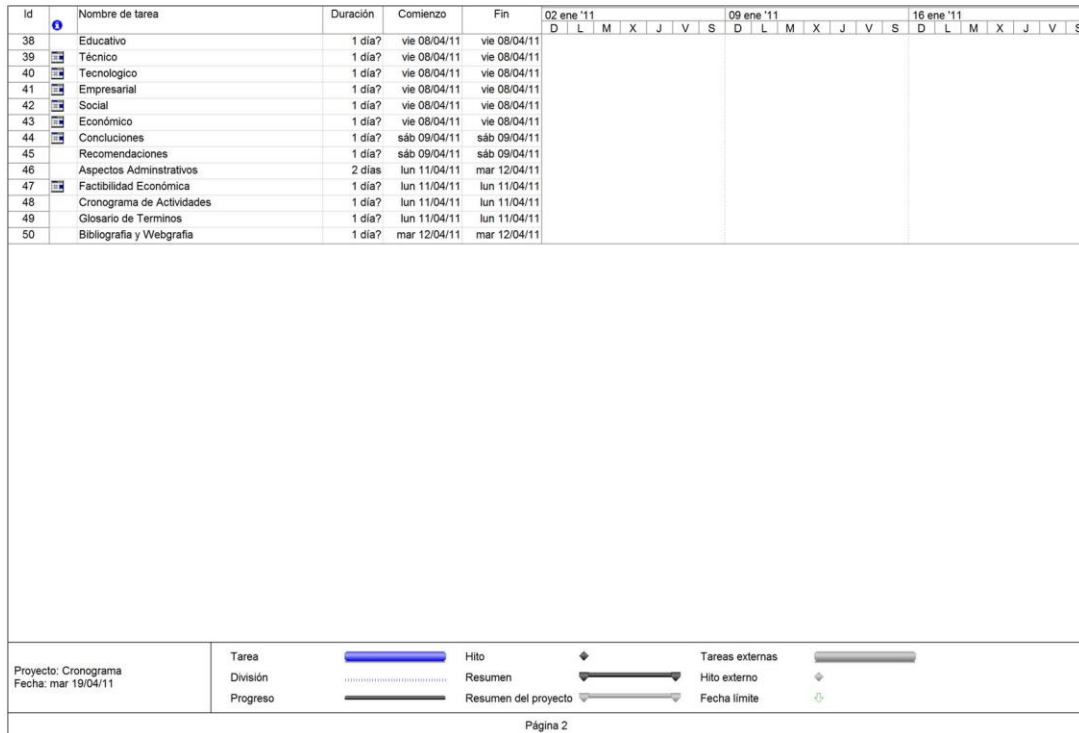 Id Nombre de tarea Duración Comienzo Fin 02 ene '11 09 ene '11 16 ene '11
D L M X J V S D L M X J V S D L M X J V S
38 Educativo 1 día? vie 08/04/11 vie 08/04/11
39 Técnico 1 día? vie 08/04/11 vie 08/04/11
40 Tecnologico 1 día? vie 08/04/11 vie 08/04/11
41 Empresarial 1 día? vie 08/04/11 vie 08/04/11
42 Social 1 día? vie 08/04/11 vie 08/04/11
43 Económico 1 día? vie 08/04/11 vie 08/04/11
44 Concluciones 1 día? sáb 09/04/11 sáb 09/04/11
45 Recomendaciones 1 día? sáb 09/04/11 sáb 09/04/11
46 Aspectos Adminstrativos 2 días lun 11/04/11 mar 12/04/11
47 Factibilidad Económica 1 día? lun 11/04/11 lun 11/04/11
48 Cronograma de Actividades 1 día? lun 11/04/11 lun 11/04/11
49 Glosario de Terminos 1 día? lun 11/04/11 lun 11/04/11
50 Bibliografia y Webgrafia 1 día? mar 12/04/11 mar 12/04/11
Proyecto: Cronograma
Fecha: mar 19/04/11
Tarea Hito Tareas externas
División Resumen Hito externo
Progreso Resumen del proyecto Fecha límite
Página 2